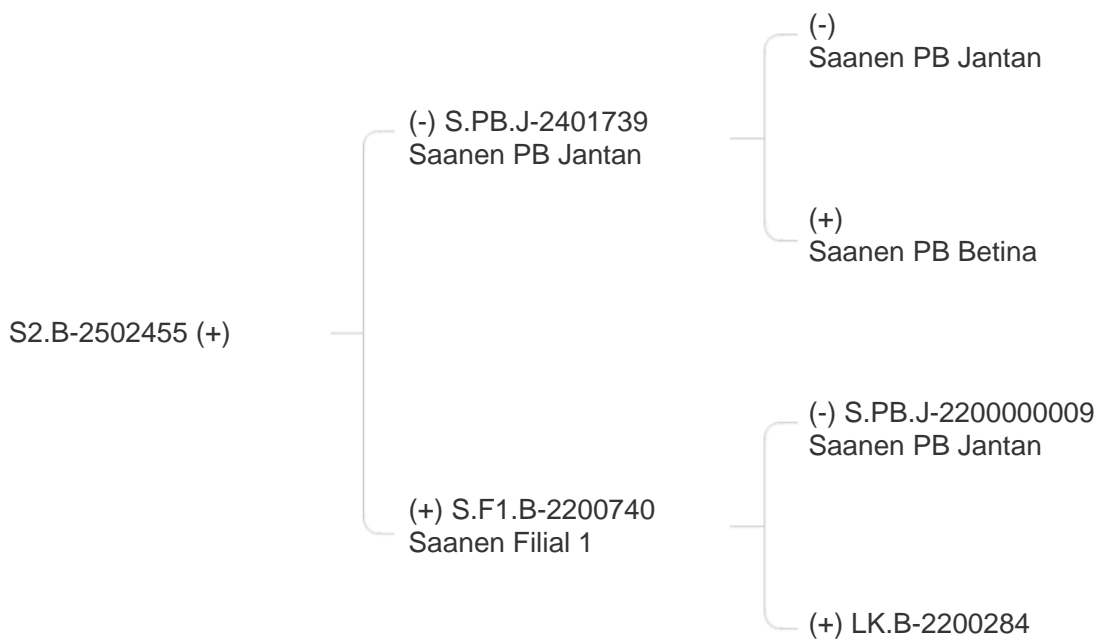 (-)
Saanen PB Jantan
(-) S.PB.J-2401739
Saanen PB Jantan
(+)
Saanen PB Betina
S2.B-2502455 (+)
(-) S.PB.J-2200000009
Saanen PB Jantan
(+) S.F1.B-2200740
Saanen Filial 1
(+) LK.B-2200284